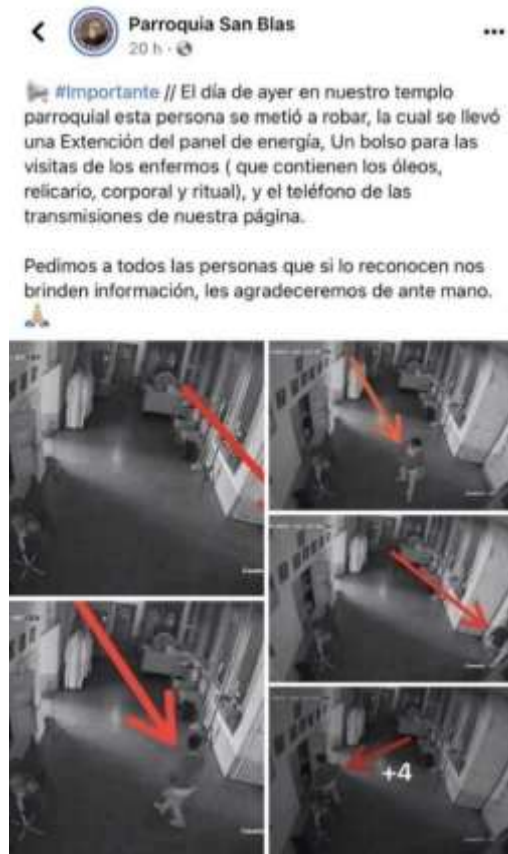 Parroquia San Blas
20 h
#Importante // El día de ayer en nuestro templo
parroquial esta persona se metió a robar, la cual se llevó
una Extención del panel de energía, Un bolso para las
visitas de los enfermos ( que contienen los óleos,
relicario, corporal y ritual), y el teléfono de las
transmisiones de nuestra página.
Pedimos a todos las personas que si lo reconocen nos
brinden información, les agradeceremos de ante mano.
+4